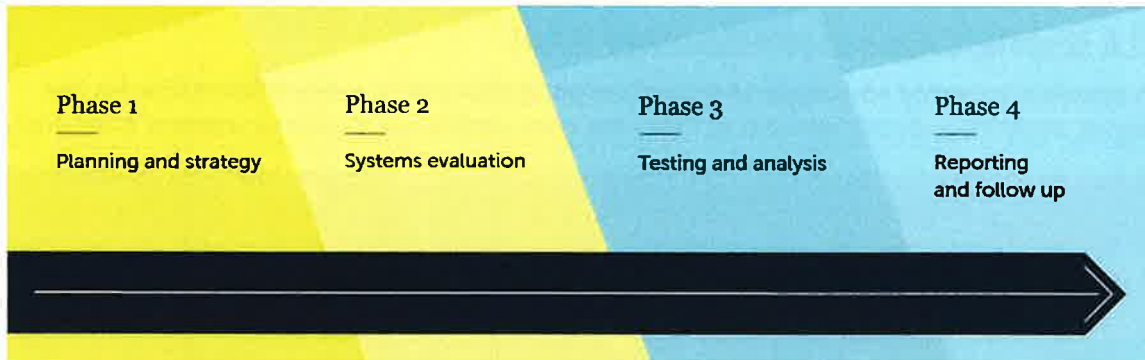 Phase 1
Planning and strategy
Phase 2
Systems evaluation
Phase 3
Testing and analysis
Phase 4
Reporting
and follow up